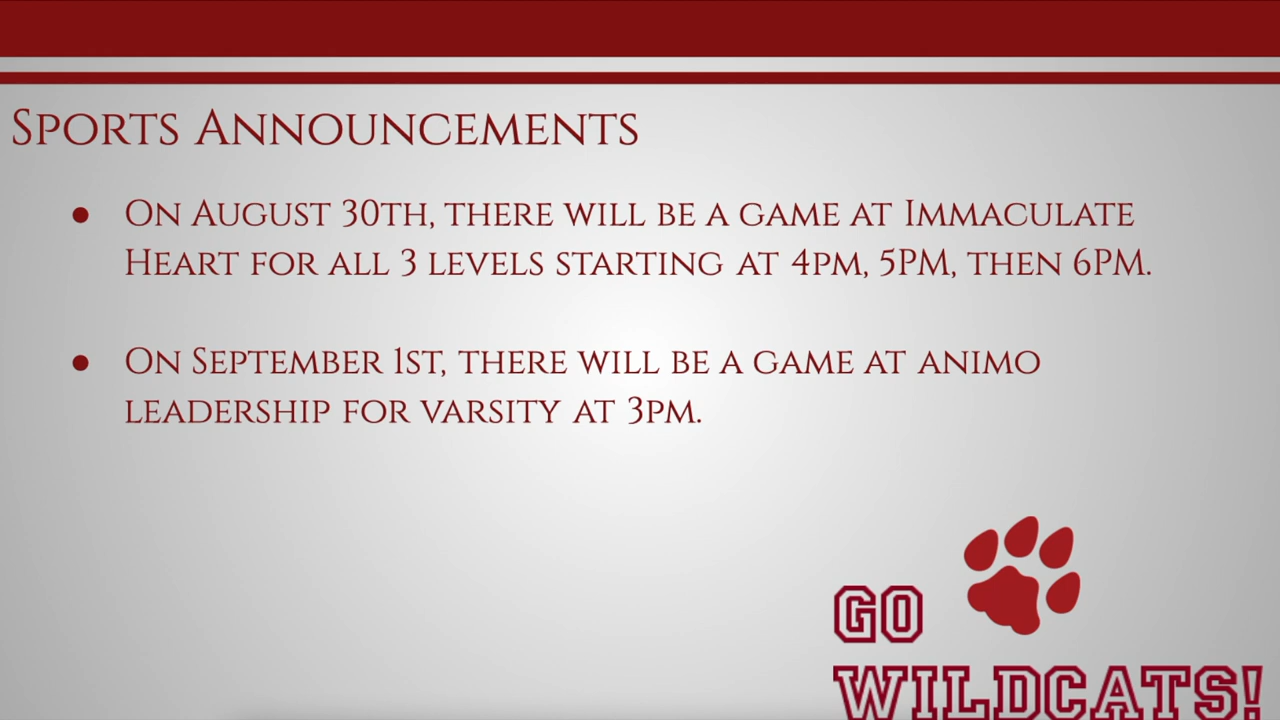 Sports Announcements
● On August 30th, there will be a game at Immaculate
Heart for all 3 levels starting at 4pm, 5PM, then 6PM.
● On September 1st, there will be a game at animo
leadership for varsity at 3pm.
GO
WILDCATS!